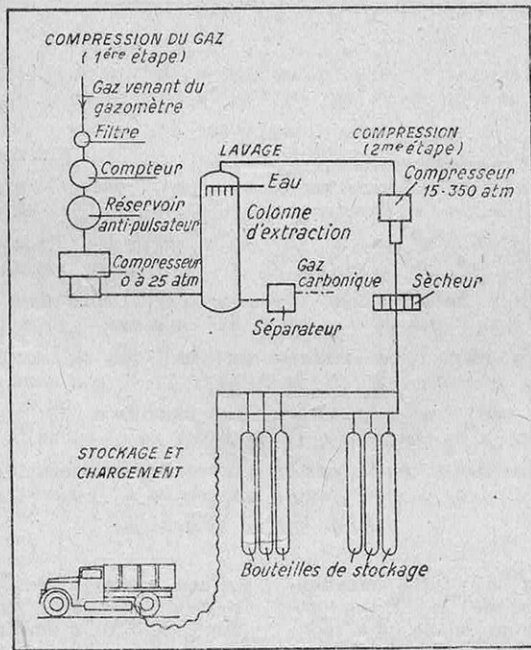 COMPRESSION DU GAZ
(1ère étape)
Gaz venant du
gazomètre
Filtre
Compteur
Réservoir
anti-pulsateur
Compresseur
0 à 25 atm
LAVAGE
Eau
Colonne
d'extraction
Gaz
carbonique
Séparateur
COMPRESSION
(2me étape)
Compresseur
15-350 atm
Sècheur
STOCKAGE ET
CHARGEMENT
Bouteilles de stockage